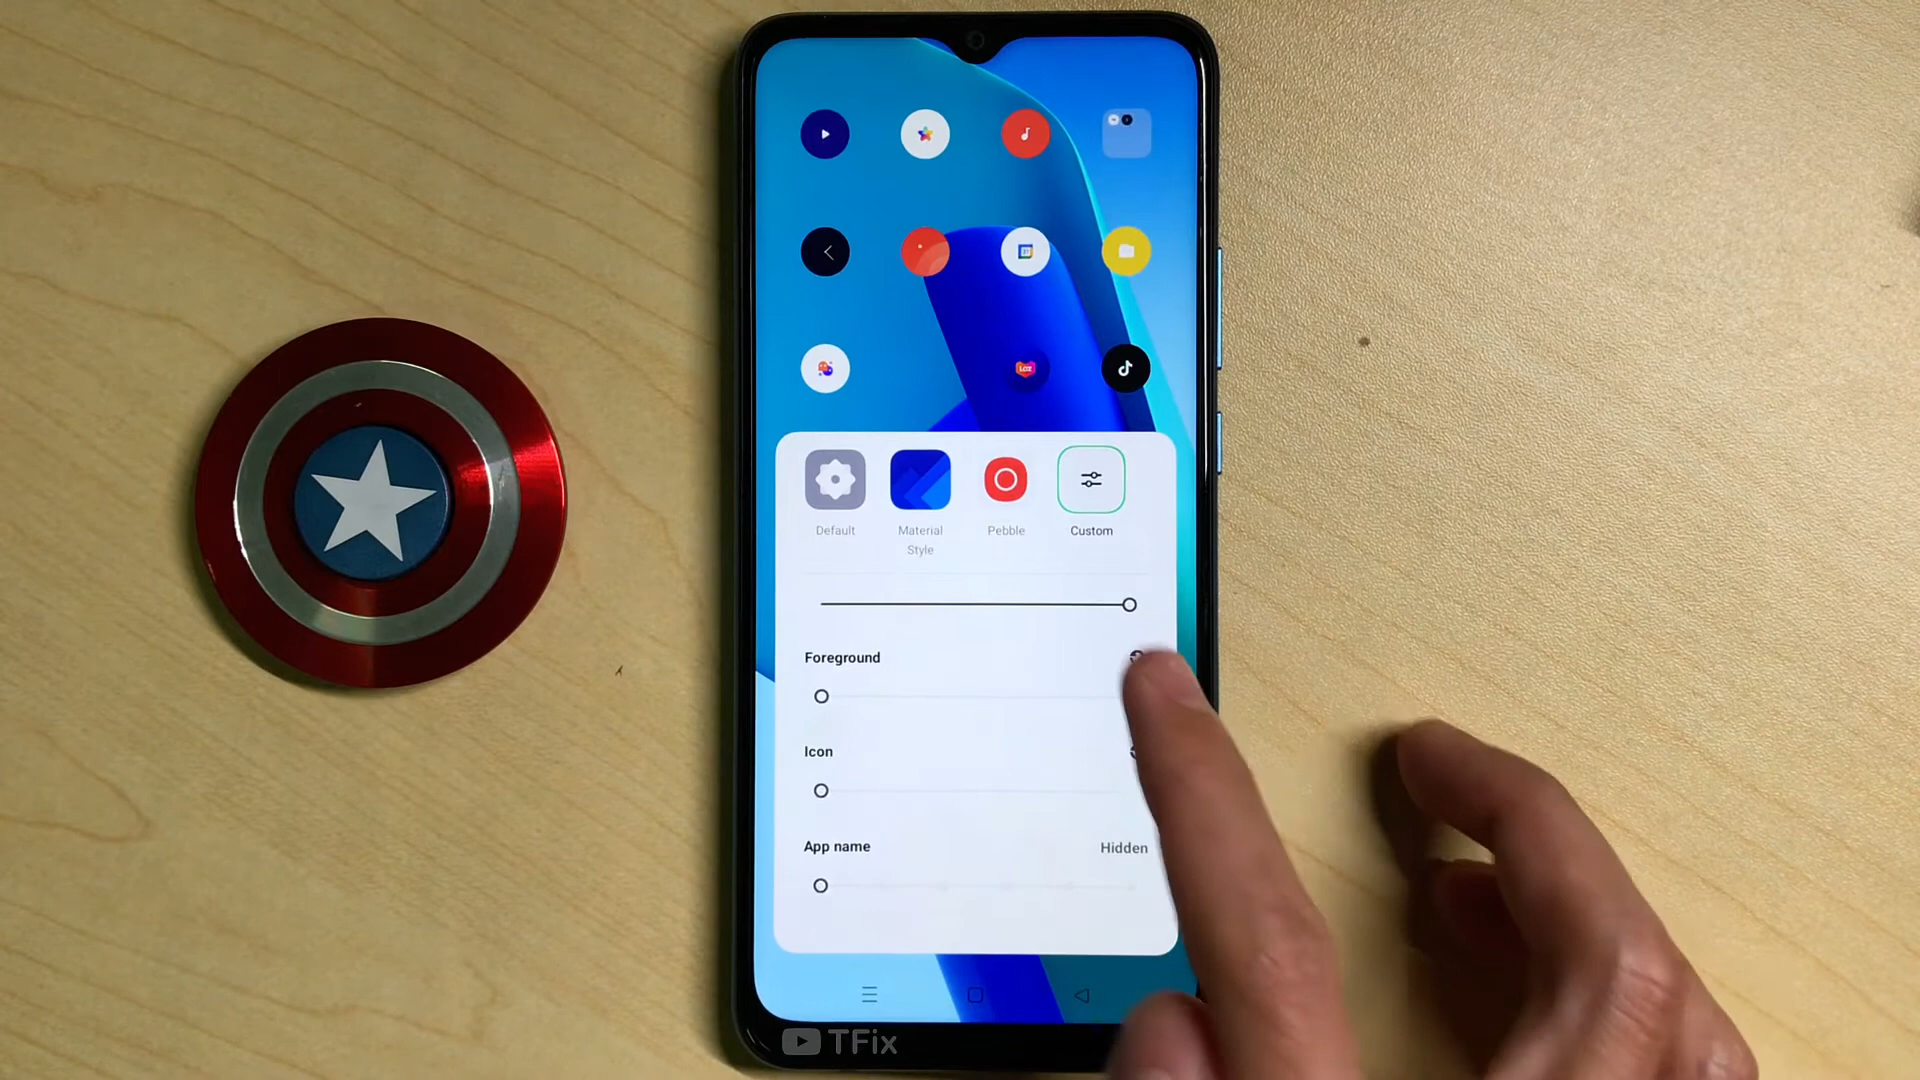 Default
Material
Style
Pebble
Custom
Foreground
Icon
App name
Hidden
TFix